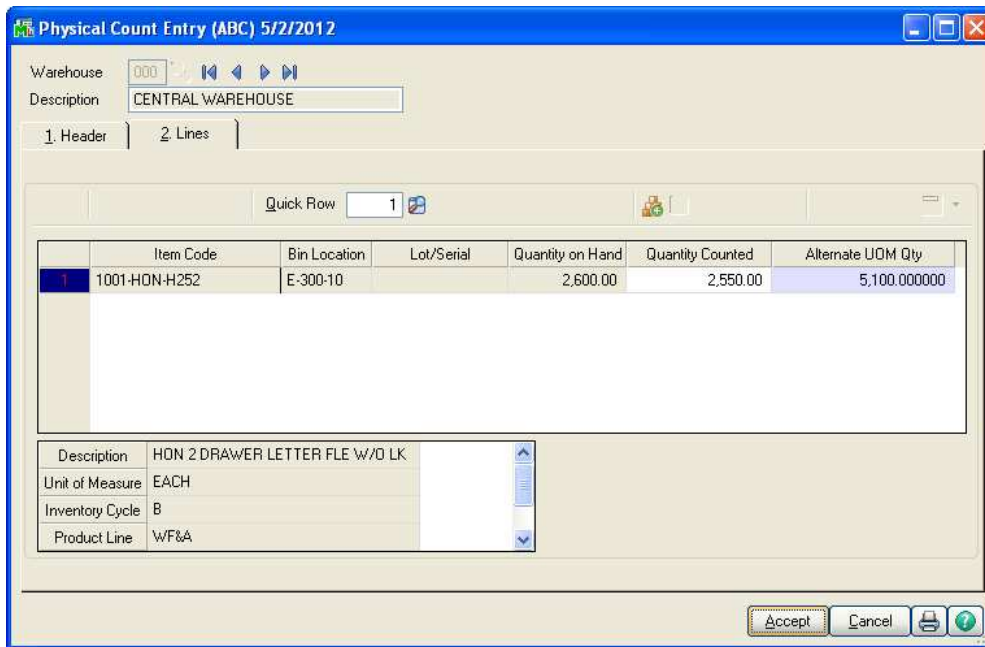 Physical Count Entry (ABC) 5/2/2012
Warehouse 000
Description CENTRAL WAREHOUSE
1. Header 2. Lines
Quick Row 1
Item Code Bin Location Lot/Serial Quantity on Hand Quantity Counted Alternate UOM Qty
1 1001-HON-H252 E-300-10 2,600.00 2,550.00 5,100.000000
Description HON 2 DRAWER LETTER FLE W/O LK
Unit of Measure EACH
Inventory Cycle B
Product Line WF&A
Accept Cancel